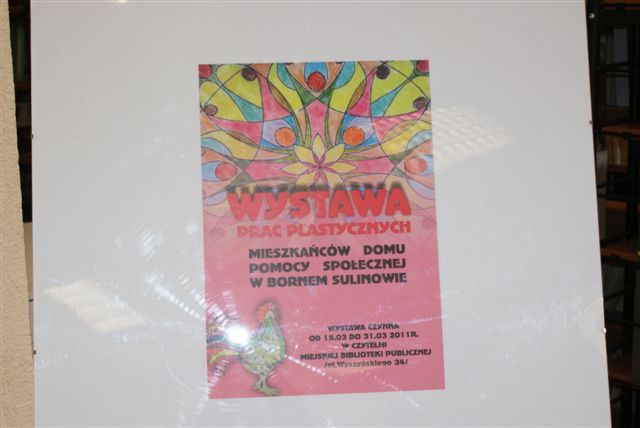 WYSTAWA
PRAC PLASTYCZNYCH
MIESZKAŃCÓW DOMU
POMOCY SPOŁECZNEJ
W BORNEM SULINOWIE
WYSTAWA CZYNNA
OD 15.03 DO 31.03 2011R.
W CZYTELNI
MIEJSKIEJ BIBLIOTEKI PUBLICZNEJ
/ul.Wyszyńskiego 34/